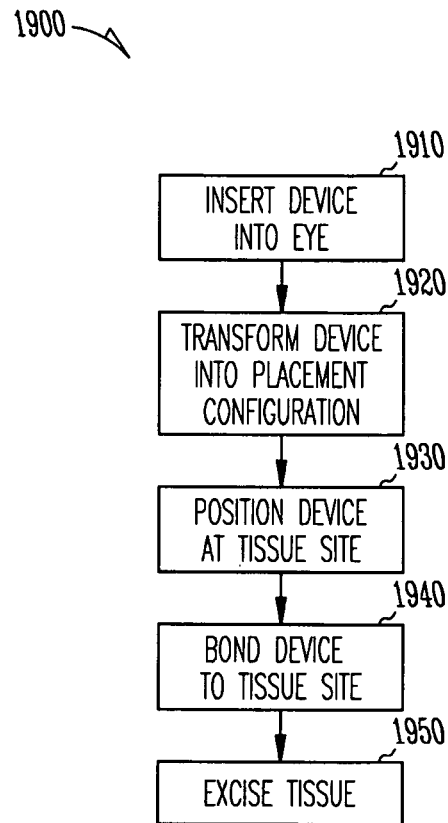 1900
1910
INSERT DEVICE
INTO EYE
1920
TRANSFORM DEVICE
INTO PLACEMENT
CONFIGURATION
1930
POSITION DEVICE
AT TISSUE SITE
1940
BOND DEVICE
TO TISSUE SITE
1950
EXCISE TISSUE